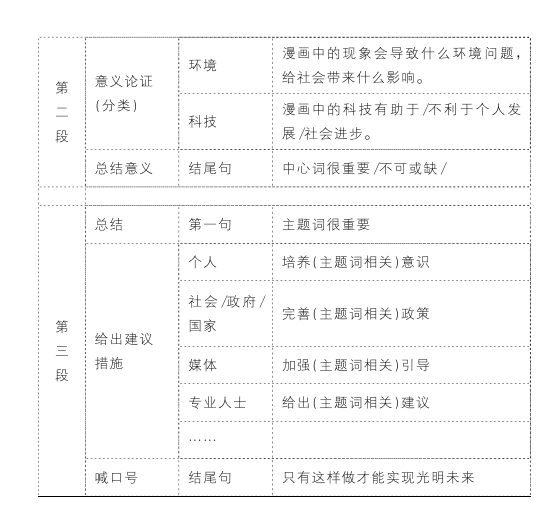 第二段
意义论证
(分类)
环境
漫画中的现象会导致什么环境问题,
给社会带来什么影响。
科技
漫画中的科技有助于/不利于个人发
展/社会进步。
总结意义
结尾句
中心词很重要/不可或缺/
第三段
总结
第一句
主题词很重要
给出建议
措施
个人
培养(主题词相关)意识
社会/政府/
国家
完善(主题词相关)政策
媒体
加强(主题词相关)引导
专业人士
给出(主题词相关)建议
……
喊口号
结尾句
只有这样做才能实现光明未来